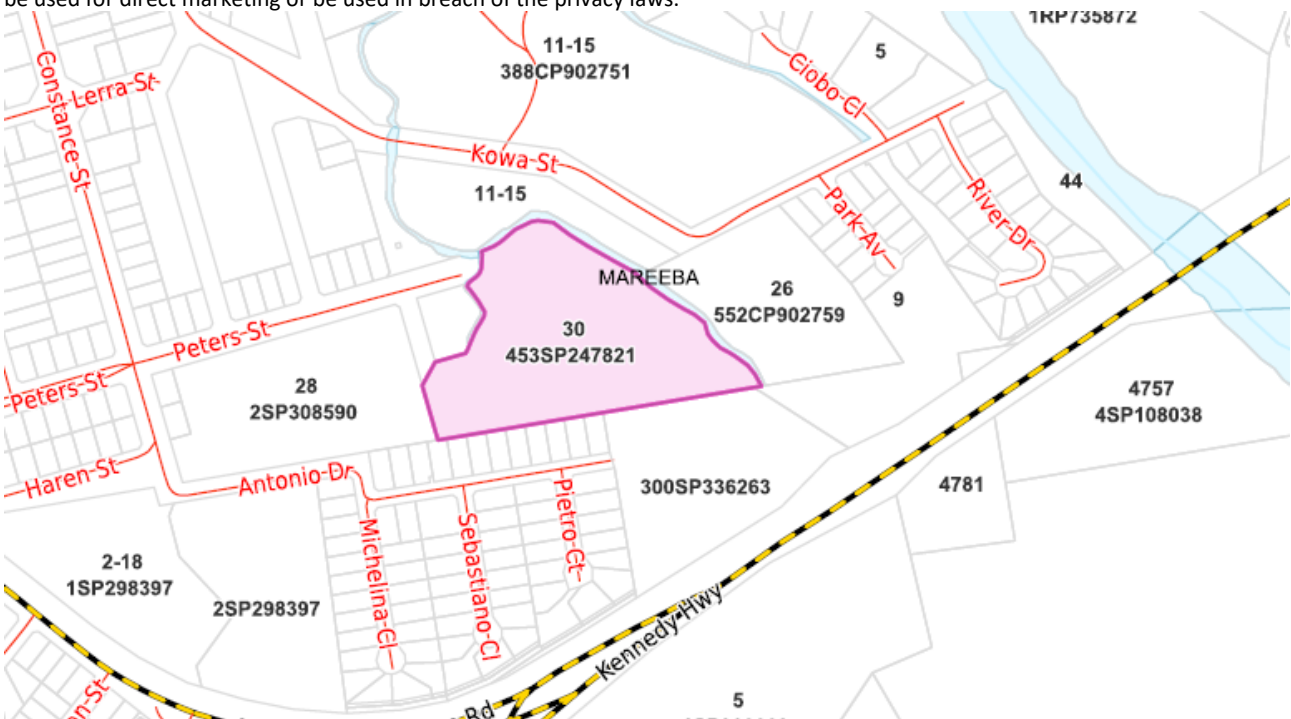 be used for direct marketing or be used in breach of the privacy laws.
1RP735872
11-15
388CP902751
5
Ciobo-Cl
Constance-St
Lerra-St
Kowa-St
44
11-15
Park-Av
River-Dr
MAREEBA
26
552CP902759
9
30
453SP247821
Peters-St
Peters-St
28
2SP308590
4757
4SP108038
Haren-St
Antonio-Dr
300SP336263
4781
Michelina-Cl
Sebastiano-Cl
Pietro-Ct
2-18
1SP298397
2SP298397
Kennedy-Hwy
Rd
5